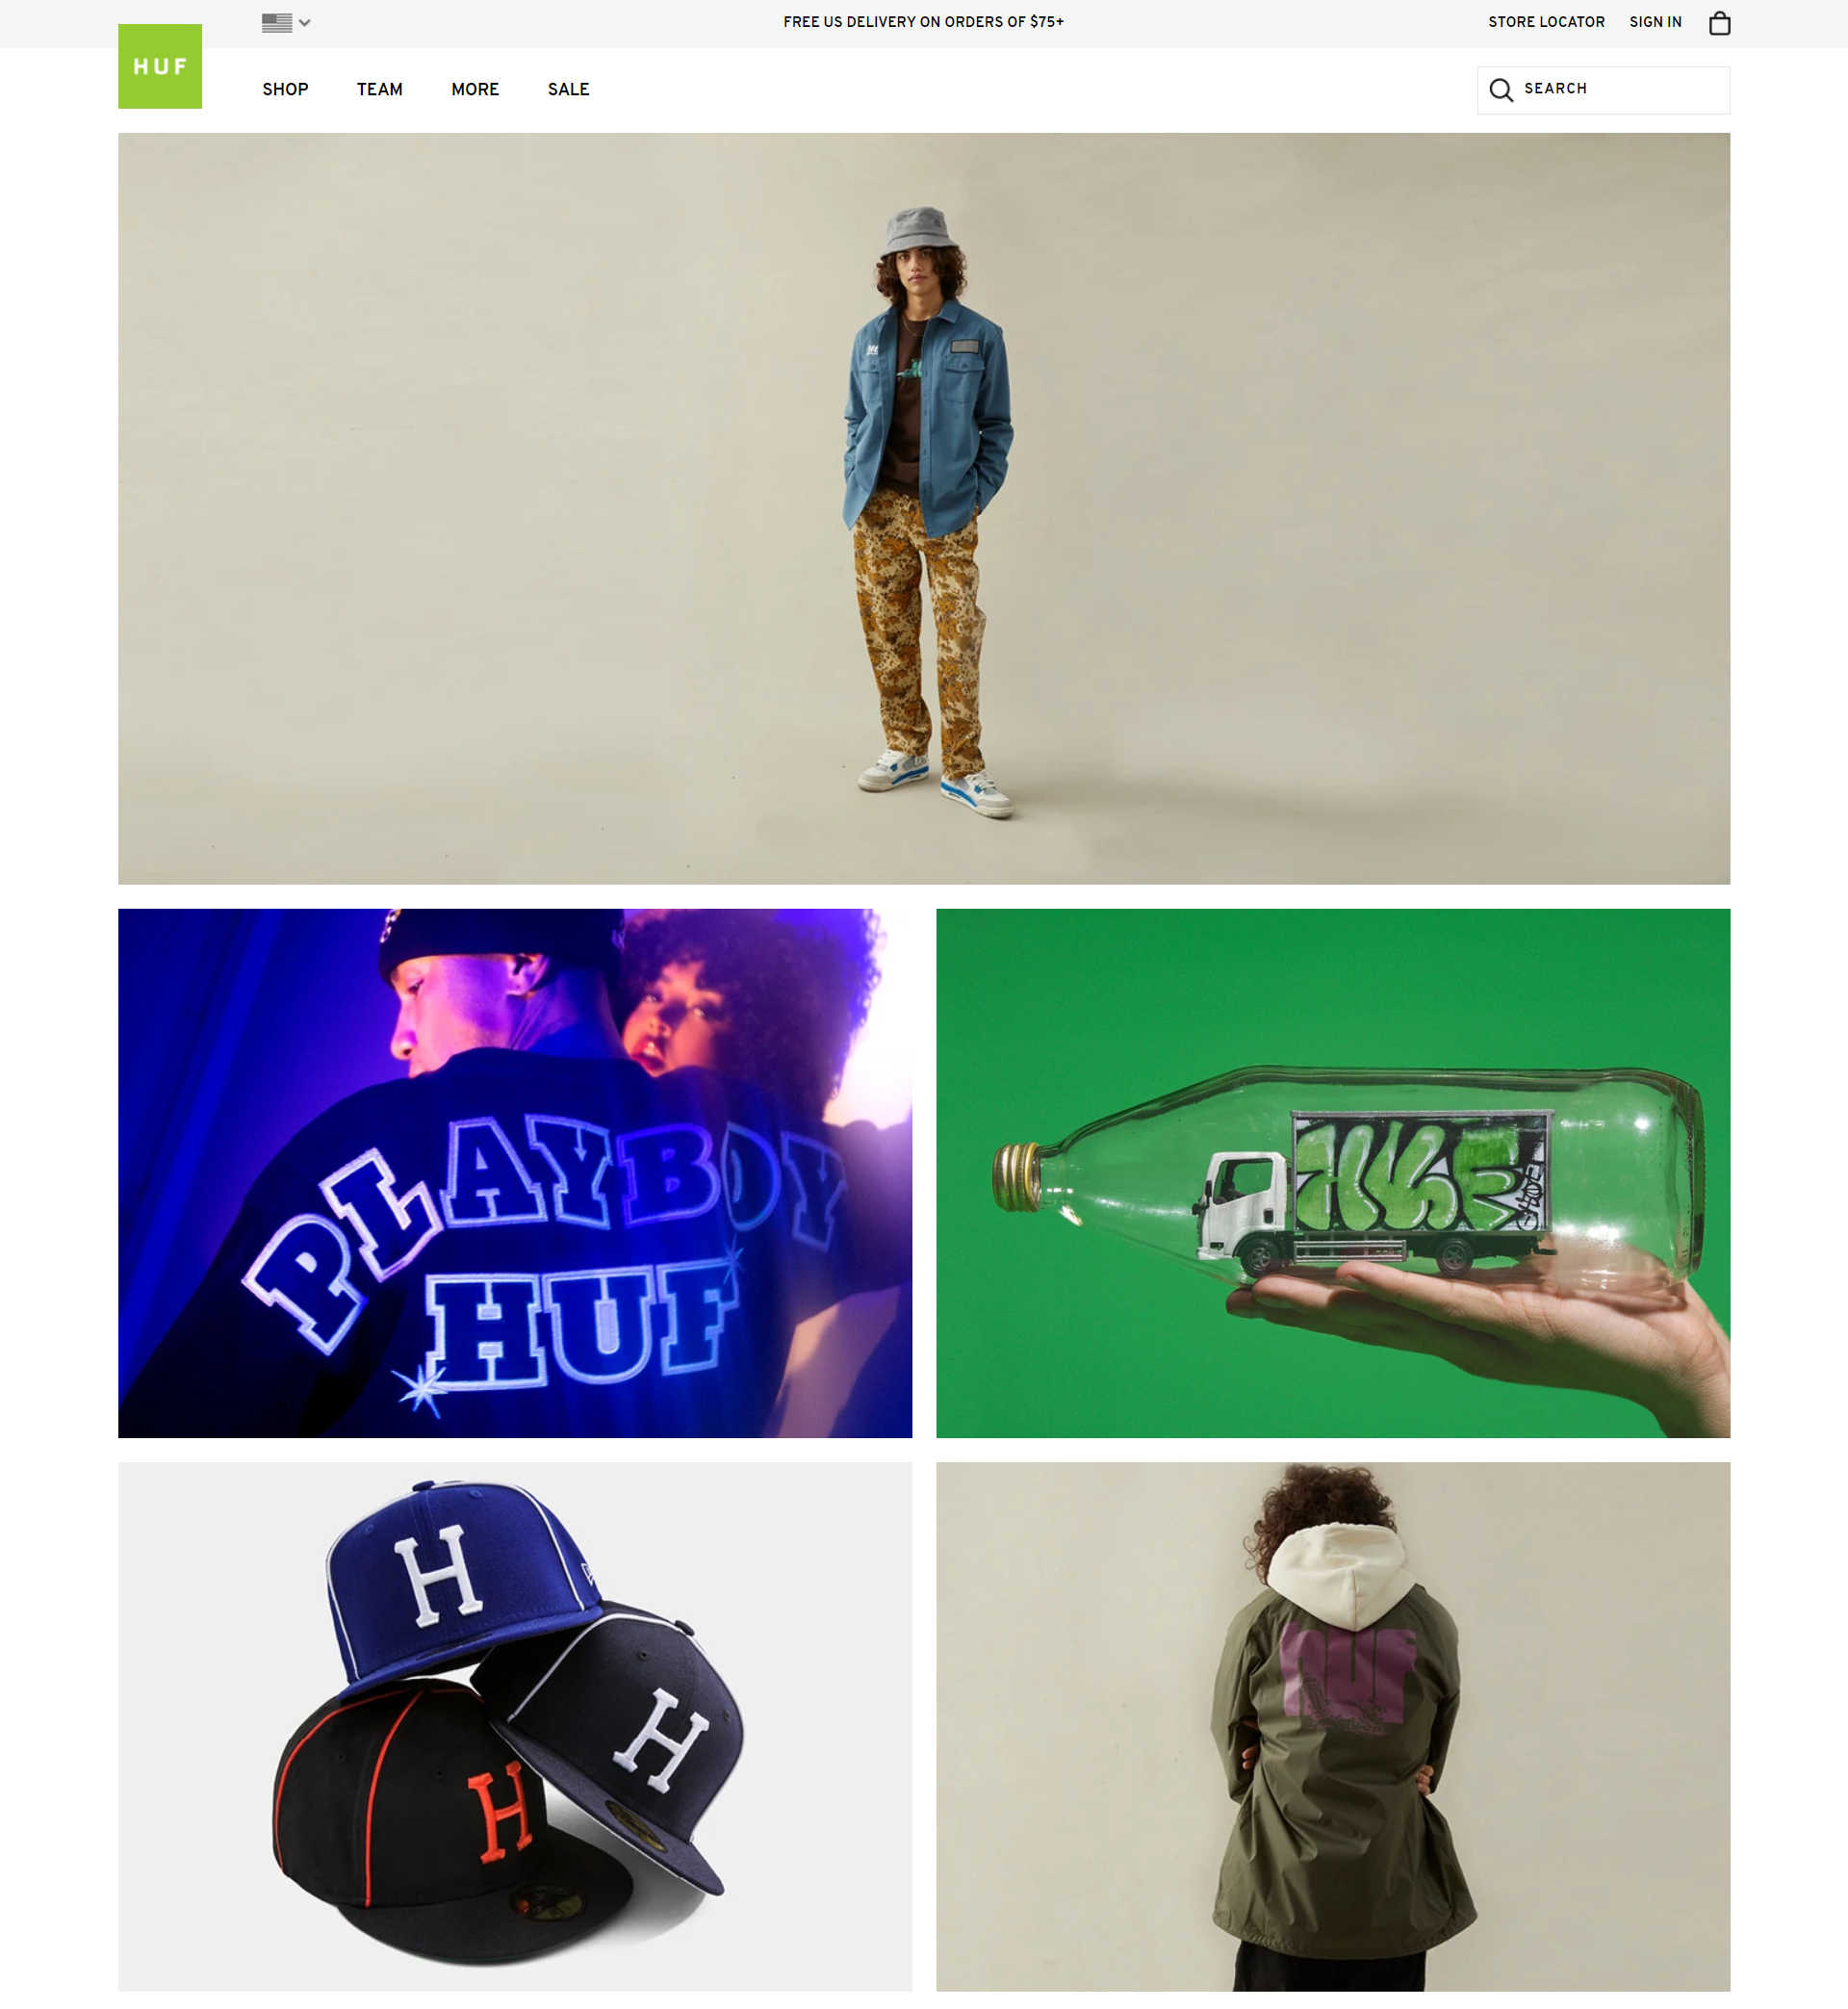 FREE US DELIVERY ON ORDERS OF $75+
STORE LOCATOR SIGN IN
HUF
SHOP TEAM MORE SALE
SEARCH
PLAYBOY
HUF
HUF
H
H
H
huf